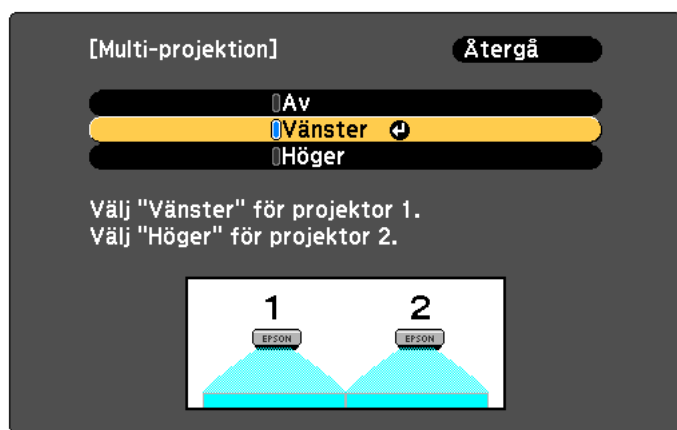 [Multi-projektion] Återgå
Av
Vänster
Höger
Välj "Vänster" för projektor 1.
Välj "Höger" för projektor 2.
1 2
EPSON EPSON